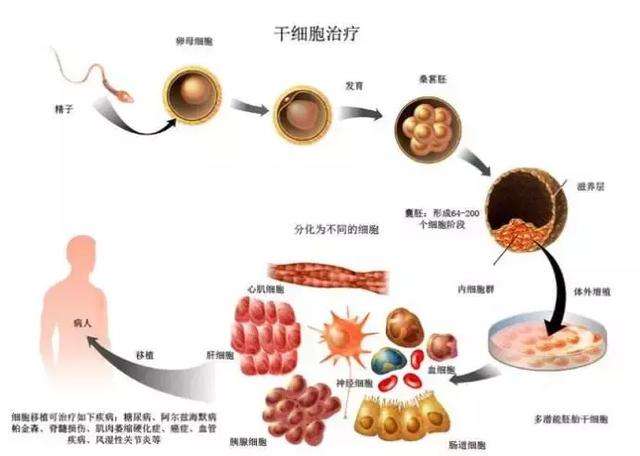 干细胞治疗
卵母细胞
精子
发育
桑葚胚
滋养层
囊胚：形成64-200
个细胞阶段
内细胞群
体外增殖
分化为不同的细胞
心肌细胞
病人
移植
肝细胞
神经细胞
血细胞
胰腺细胞
肠道细胞
多潜能胚胎干细胞
细胞移植可治疗如下疾病：糖尿病、阿尔兹海默病
帕金森、脊髓损伤、肌肉萎缩硬化症、癌症、血管
疾病、风湿性关节炎等